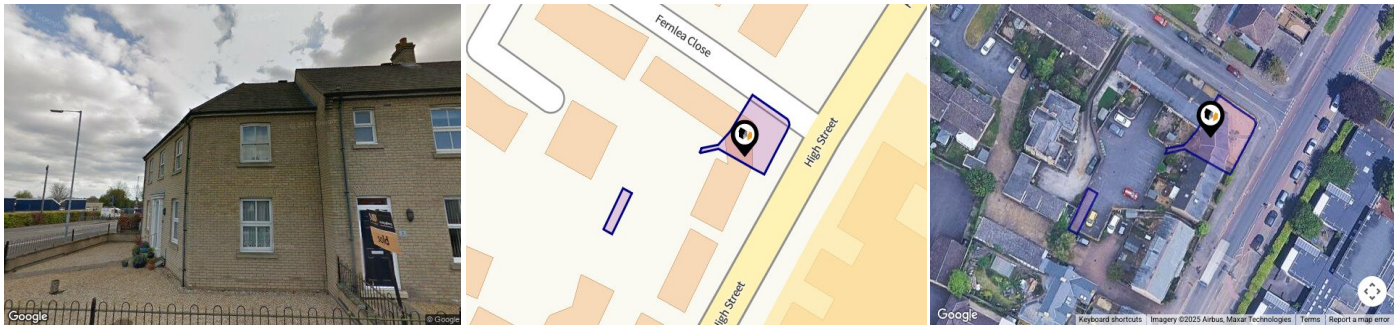 sold
Google
© Google
Fernlea Close
High Street
High Street
Google
Keyboard shortcuts
Imagery ©2025 Airbus, Maxar Technologies
Terms
Report a map error